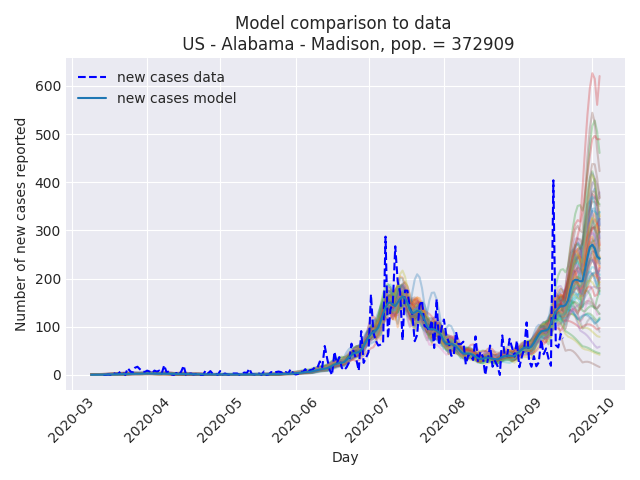 Model comparison to data
US - Alabama - Madison, pop. = 372909
new cases data
new cases model
Number of new cases reported
600
500
400
300
200
100
0
2020-03
2020-04
2020-05
2020-06
2020-07
2020-08
2020-09
2020-10
Day